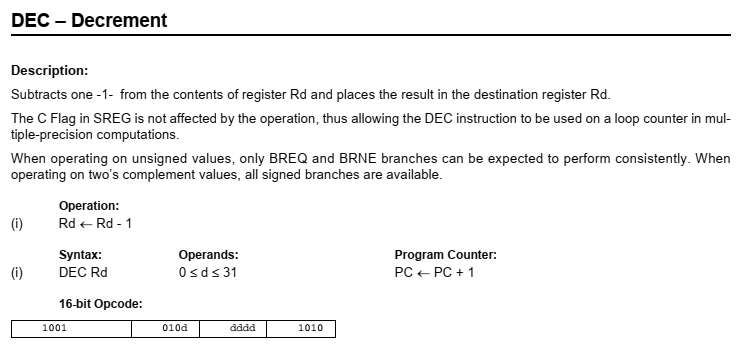 DEC – Decrement
Description:
Subtracts one -1- from the contents of register Rd and places the result in the destination register Rd.
The C Flag in SREG is not affected by the operation, thus allowing the DEC instruction to be used on a loop counter in mul-
tiple-precision computations.
When operating on unsigned values, only BREQ and BRNE branches can be expected to perform consistently. When
operating on two’s complement values, all signed branches are available.
Operation:
(i) Rd ← Rd - 1
Syntax: Operands: Program Counter:
(i) DEC Rd 0 ≤ d ≤ 31 PC ← PC + 1
16-bit Opcode:
1001 010d dddd 1010